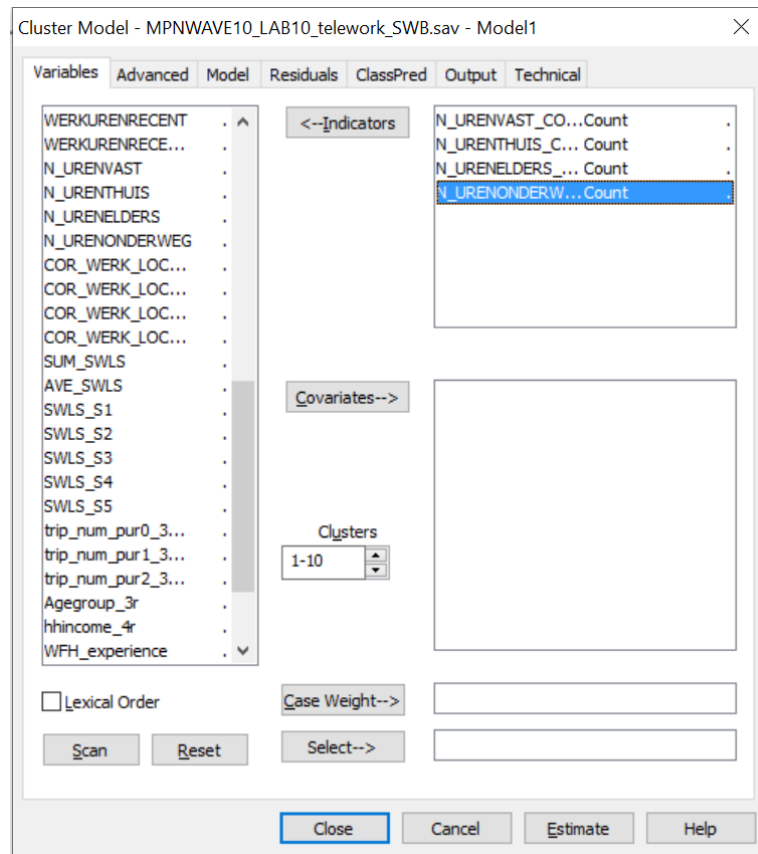 Cluster Model - MPNWAVE10_LAB10_telework_SWB.sav - Model1
Variables Advanced Model Residuals ClassPred Output Technical
WERKURENRECENT .
WERKURENRECE... .
N_URENVAST .
N_URENTHUIS .
N_URENELDERS .
N_URENONDERWEG .
COR_WERK_LOC... .
COR_WERK_LOC... .
COR_WERK_LOC... .
COR_WERK_LOC... .
SUM_SWLS .
AVE_SWLS .
SWLS_S1 .
SWLS_S2 .
SWLS_S3 .
SWLS_S4 .
SWLS_S5 .
trip_num_pur0_3... .
trip_num_pur1_3... .
trip_num_pur2_3... .
Agegroup_3r .
hhincome_4r .
WFH_experience .
<--Indicators
N_URENVAST_CO...Count .
N_URENTHUIS_C... Count .
N_URENELDERS_... Count .
N_URENONDERW... Count .
Covariates-->
Clusters
1-10
Lexical Order
Case Weight-->
Scan Reset
Select-->
Close Cancel Estimate Help